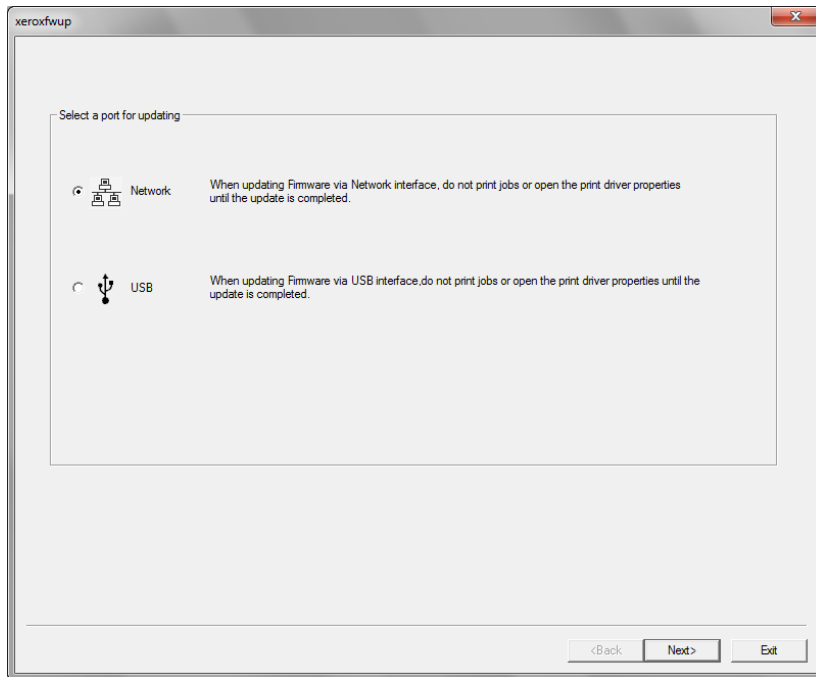 xeroxfwup
Select a port for updating
Network
When updating Firmware via Network interface, do not print jobs or open the print driver properties
until the update is completed.
USB
When updating Firmware via USB interface,do not print jobs or open the print driver properties until the
update is completed.
<Back
Next>
Exit